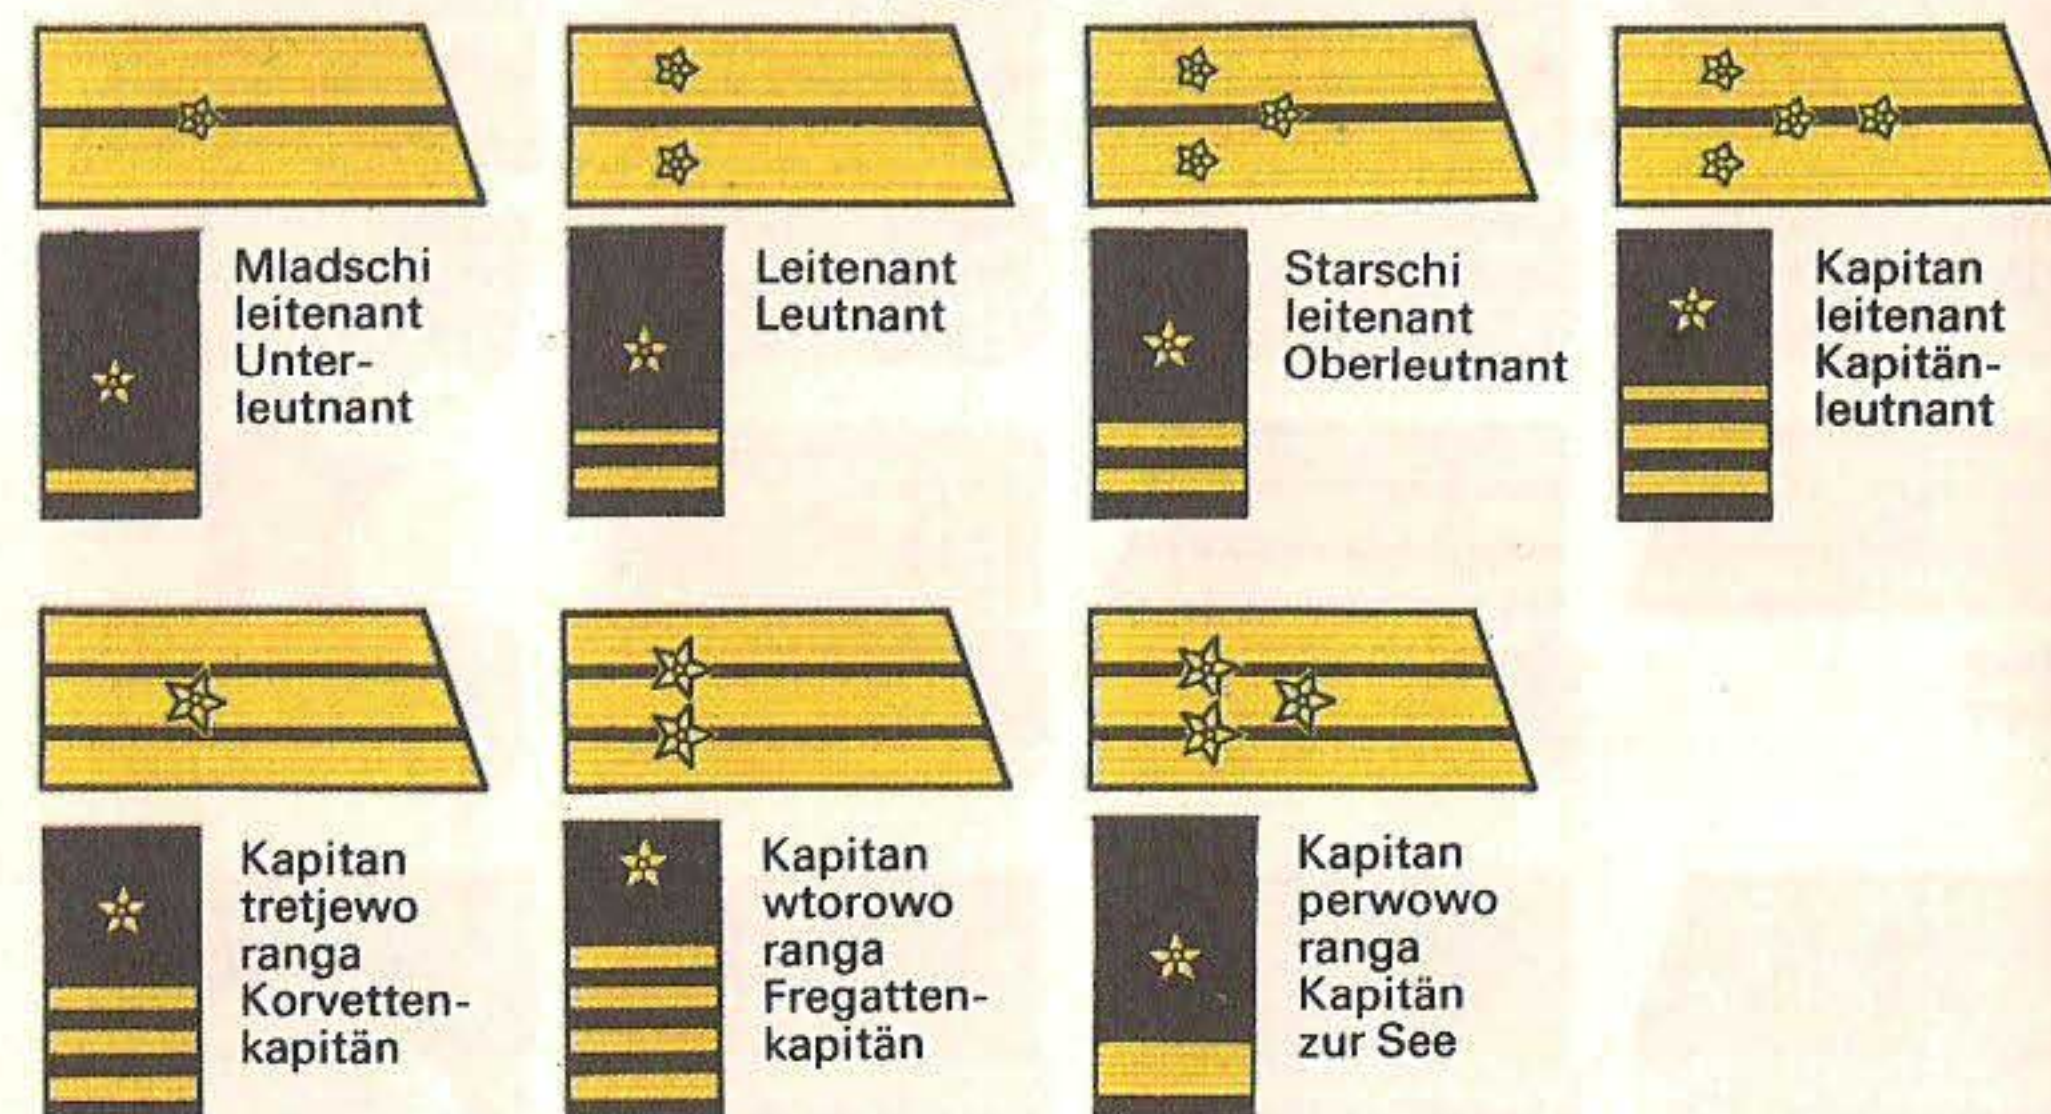 Mladschi
leitenant
Unter-
leutnant
Leitenant
Leutnant
Starschi
leitenant
Oberleutnant
Kapitan
leitenant
Kapitän-
leutnant
Kapitan
tretjewo
ranga
Korvetten-
kapitän
Kapitan
wtorowo
ranga
Fregatten-
kapitän
Kapitan
perwowo
ranga
Kapitän
zur See